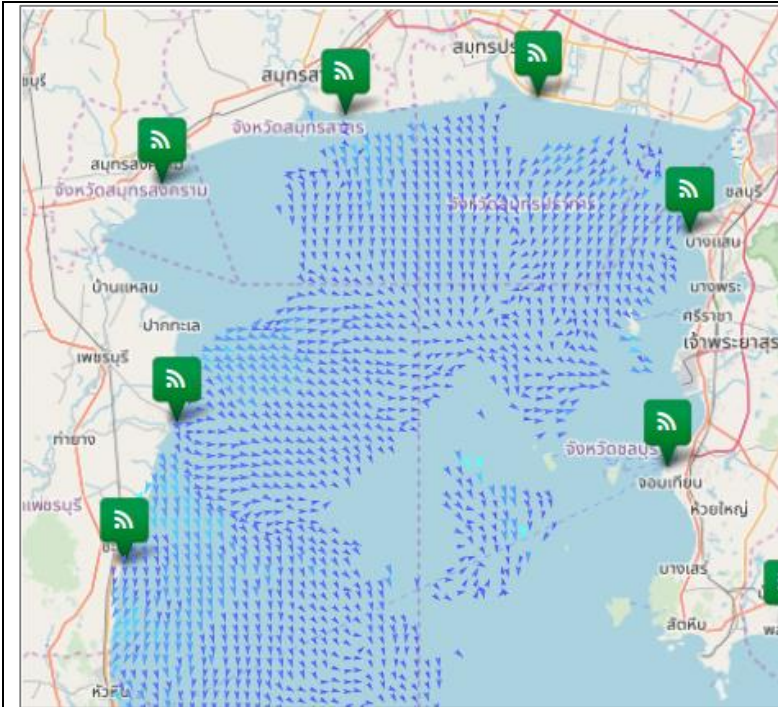 สมุทรปร
สมุทรสา
ชบุรี
จังหวัดสมุทรสาคร
สมุทรสงคราม
จังหวัดสมุทรสงคราม
ชลบุรี
จังหวัดสมุทรปราการ
บางแสน
บ้านแหลม
บางพระ
ปากทะเล
ศรีราชา
เจ้าพระยาสุร
เพชรบุรี
ท่ายาง
จังหวัดชลบุรี
จอมเทียน
ห้วยใหญ่
เพชรบุรี
ชะ
บางเสร่
สัตหีบ
พล
หัวหิน